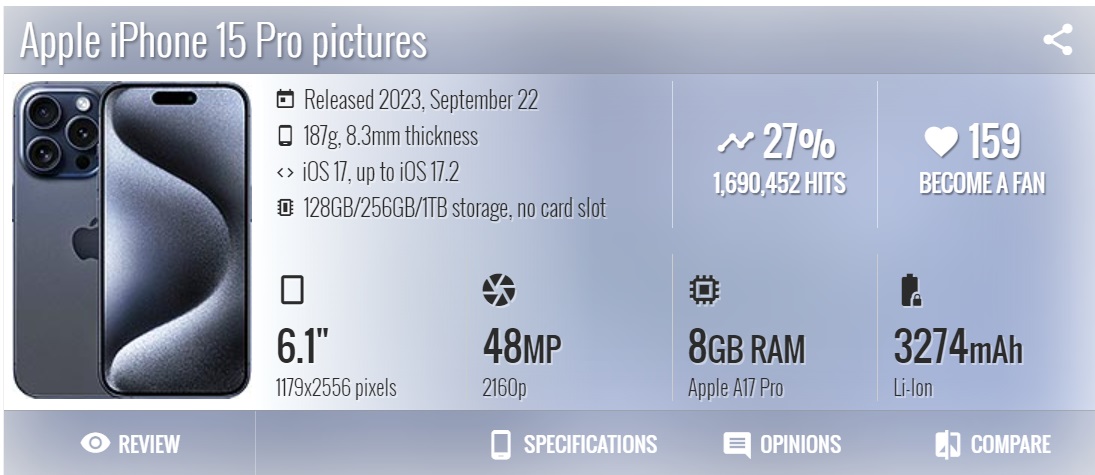 Apple iPhone 15 Pro pictures
Released 2023, September 22
187g, 8.3mm thickness
iOS 17, up to iOS 17.2
128GB/256GB/1TB storage, no card slot
27%
1,690,452 HITS
159
BECOME A FAN
6.1"
1179x2556 pixels
48MP
2160p
8GB RAM
Apple A17 Pro
3274mAh
Li-Ion
REVIEW
SPECIFICATIONS
OPINIONS
COMPARE